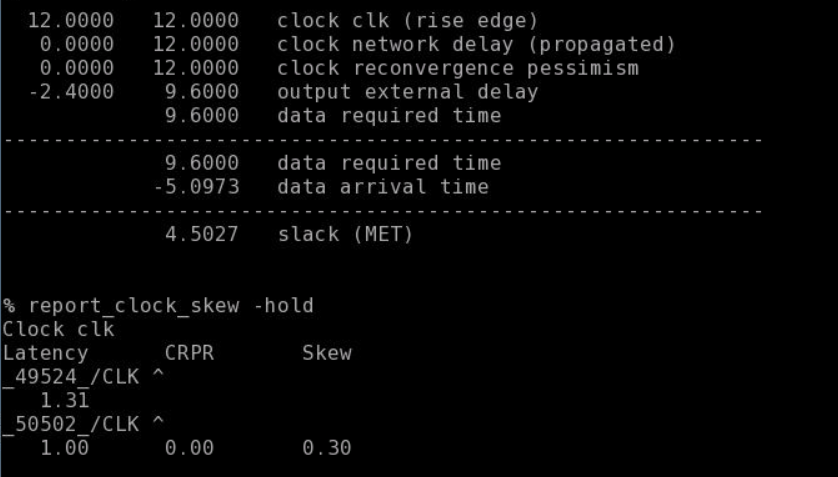 12.0000 12.0000 clock clk (rise edge)
0.0000 12.0000 clock network delay (propagated)
0.0000 12.0000 clock reconvergence pessimism
-2.4000 9.6000 output external delay
9.6000 data required time
-------------------------------------------------------------
9.6000 data required time
-5.0973 data arrival time
-------------------------------------------------------------
4.5027 slack (MET)
% report_clock_skew -hold
Clock clk
Latency CRPR Skew
_49524_/CLK ^
1.31
_50502_/CLK ^
1.00 0.00 0.30